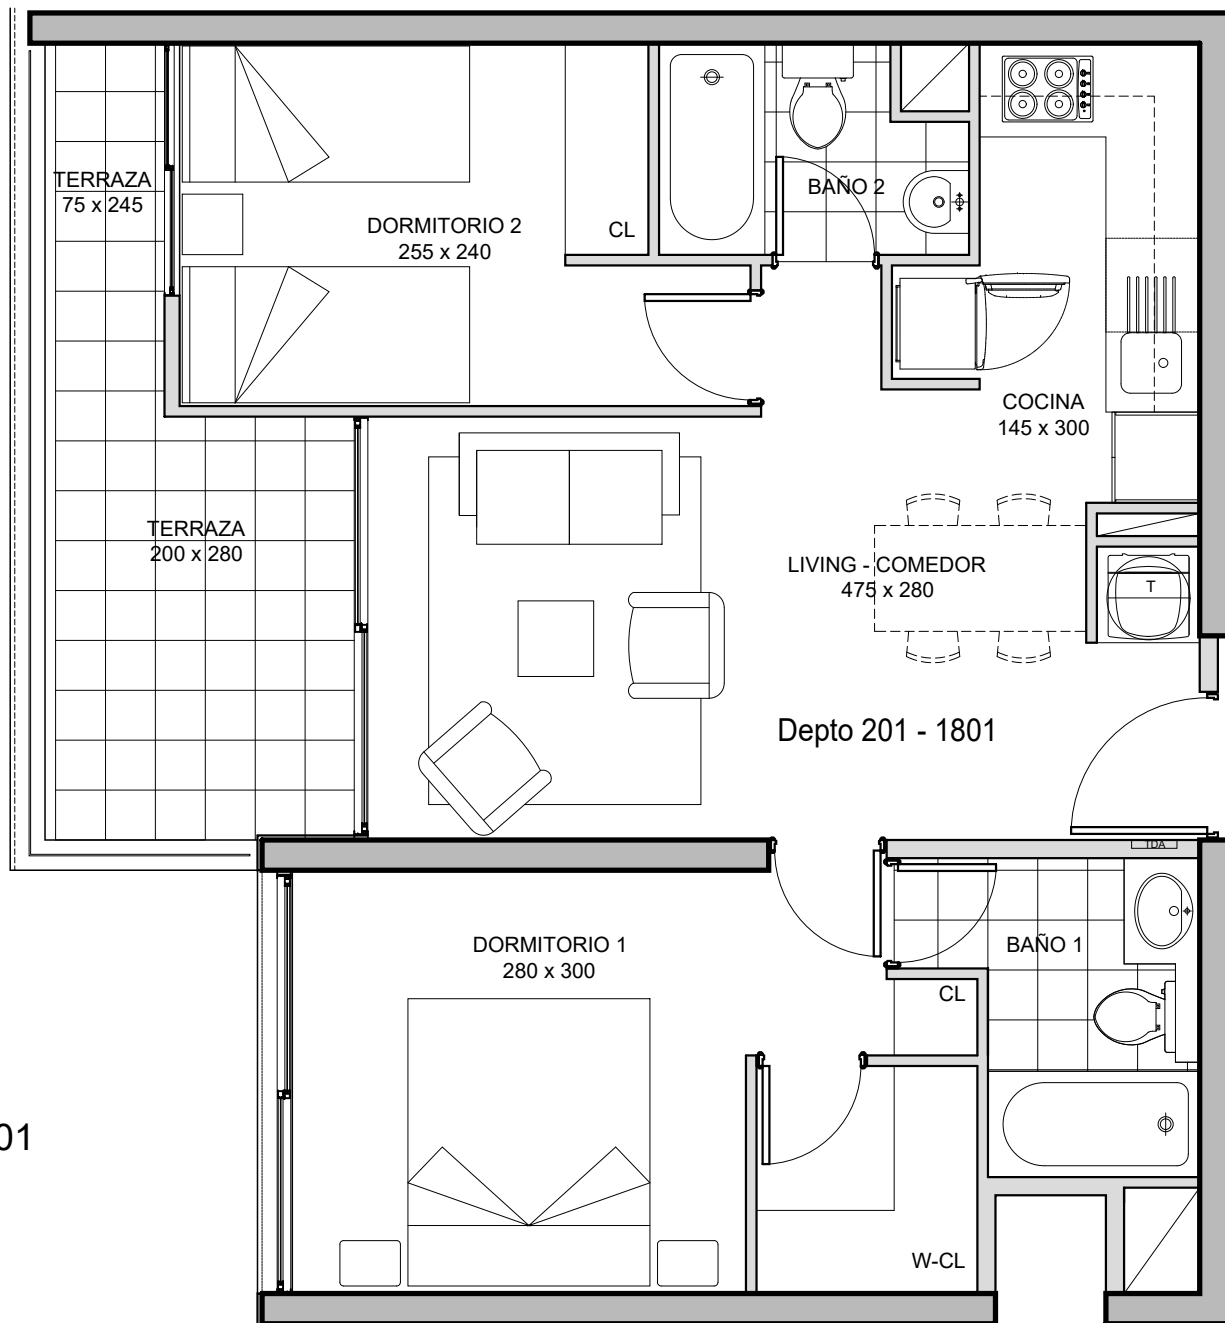 TERRAZA
75 x 245
DORMITORIO 2
255 x 240
CL
BAÑO 2
COCINA
145 x 300
TERRAZA
200 x 280
LIVING - COMEDOR
475 x 280
T
Depto 201 - 1801
TDA
DORMITORIO 1
280 x 300
BAÑO 1
CL
01
W-CL